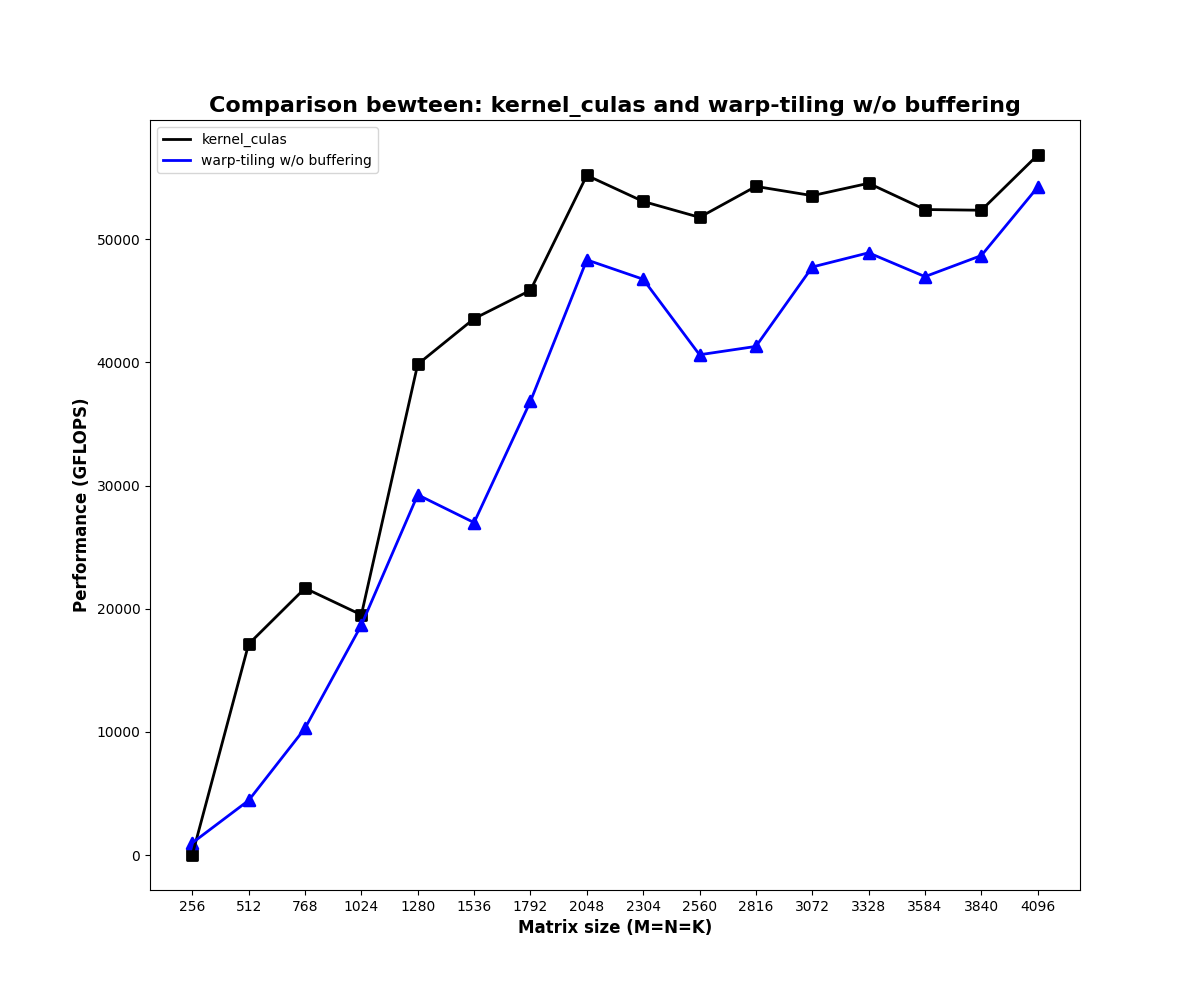 Comparison bewteen: kernel_culas and warp-tiling w/o buffering
kernel_culas
warp-tiling w/o buffering
50000
40000
30000
20000
10000
0
Performance (GFLOPS)
256 512 768 1024 1280 1536 1792 2048 2304 2560 2816 3072 3328 3584 3840 4096
Matrix size (M=N=K)